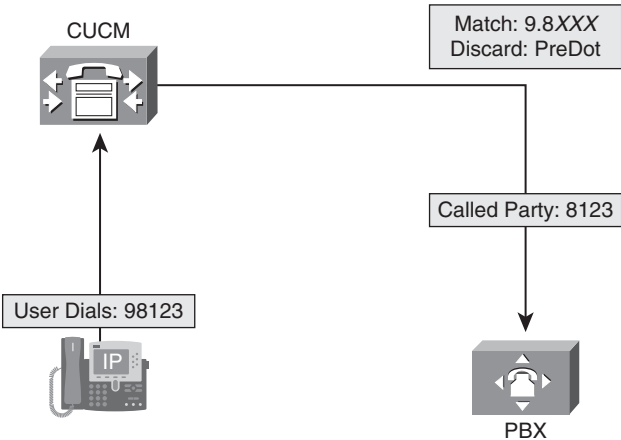 CUCM
Match: 9.8XXX
Discard: PreDot
Called Party: 8123
User Dials: 98123
IP
PBX